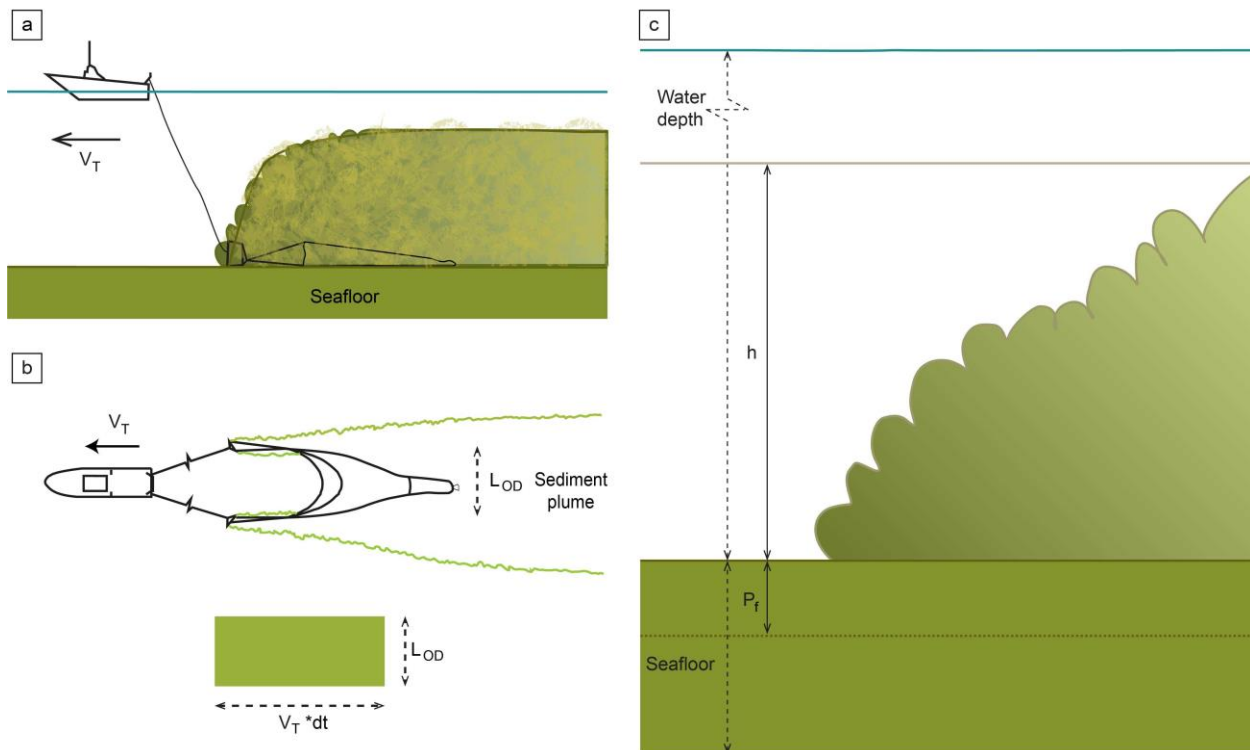 a
V_T
Seafloor
b
V_T
L_OD
Sediment
plume
L_OD
V_T *dt
c
Water
depth
h
P_f
Seafloor